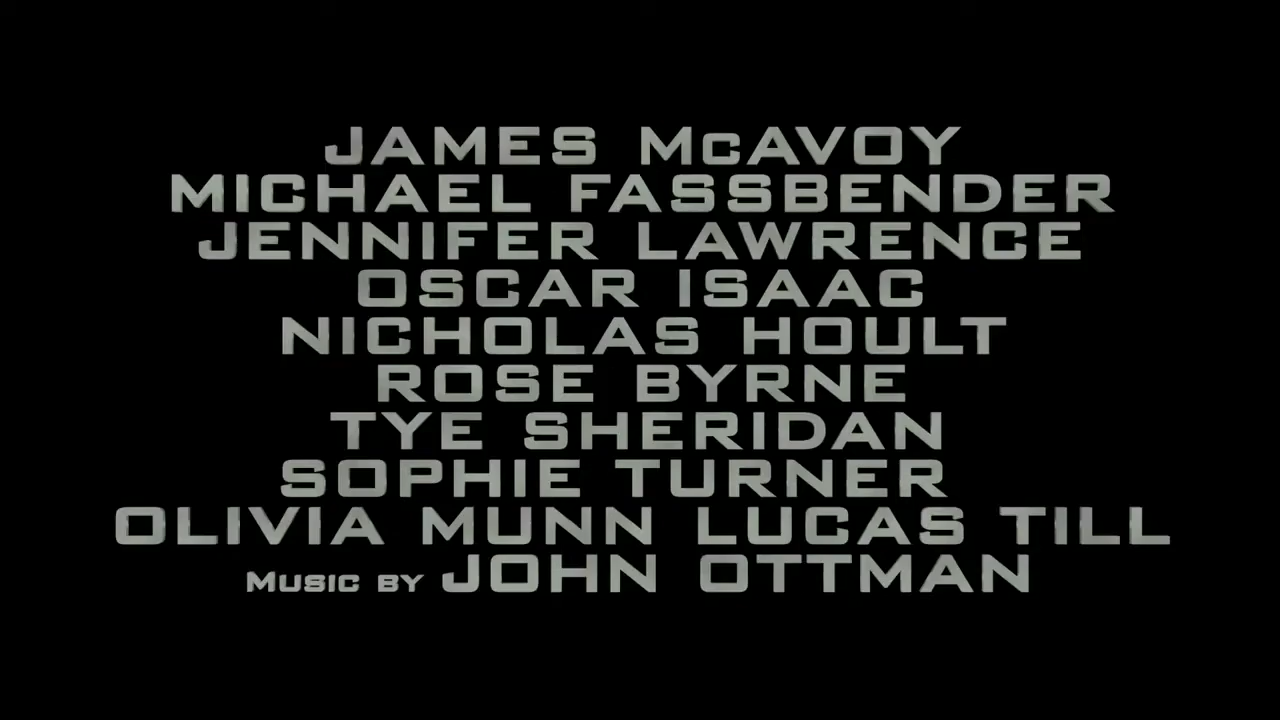 JAMES McAVOY
MICHAEL FASSBENDER
JENNIFER LAWRENCE
OSCAR ISAAC
NICHOLAS HOULT
ROSE BYRNE
TYE SHERIDAN
SOPHIE TURNER
OLIVIA MUNN LUCAS TILL
MUSIC BY JOHN OTTMAN